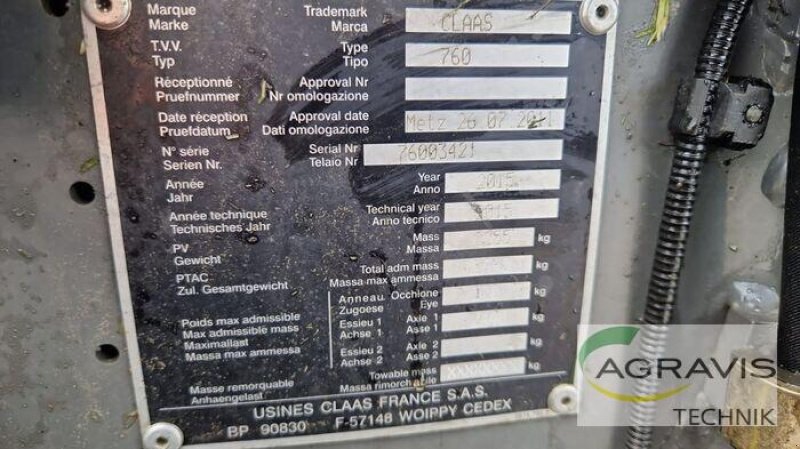 Marque Trademark CLAAS
Marke Marca
T.V.V. Type 760
Typ Tipo
Réceptionné Approval Nr
Pruefnummer Nr omologazione
Date réception Approval date Metz 26 07
Pruefdatum Dati omologazione
N° série Serial Nr 76003421
Serien Nr. Telaio Nr
Année Year 2015
Jahr Anno
Année technique Technical year
Technisches Jahr Anno tecnico
PV Mass kg
Gewicht Massa
PTAC Total adm mass kg
Zul. Gesamtgewicht Massa max ammessa
Anneau Occhione kg
Zugoese Eye
Poids max admissible Essieu 1 Axle 1 kg
Max admissible mass Achse 1 Asse 1
Maximallast Essieu 2 Axle 2
Massa max ammessa Achse 2 Asse 2
Masse remorquable Towable mass
Anhaengelast Massa rimorchiabile
USINES CLAAS FRANCE S.A.S.
BP 90830 F-57148 WOIPPY CEDEX
AGRAVIS
TECHNIK